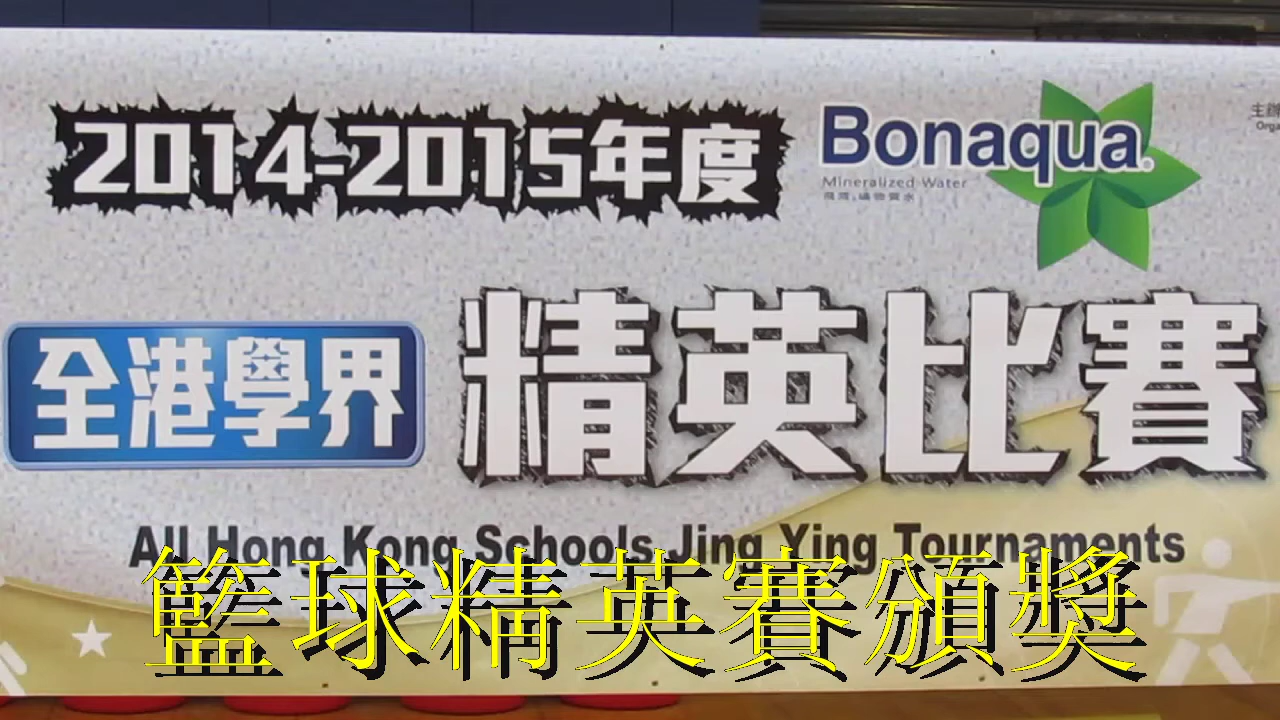 2014-2015年度
Bonaqua
Mineralized Water
全港學界
精英比賽
All Hong Kong Schools Jing Ying Tournaments
籃球精英賽頒獎